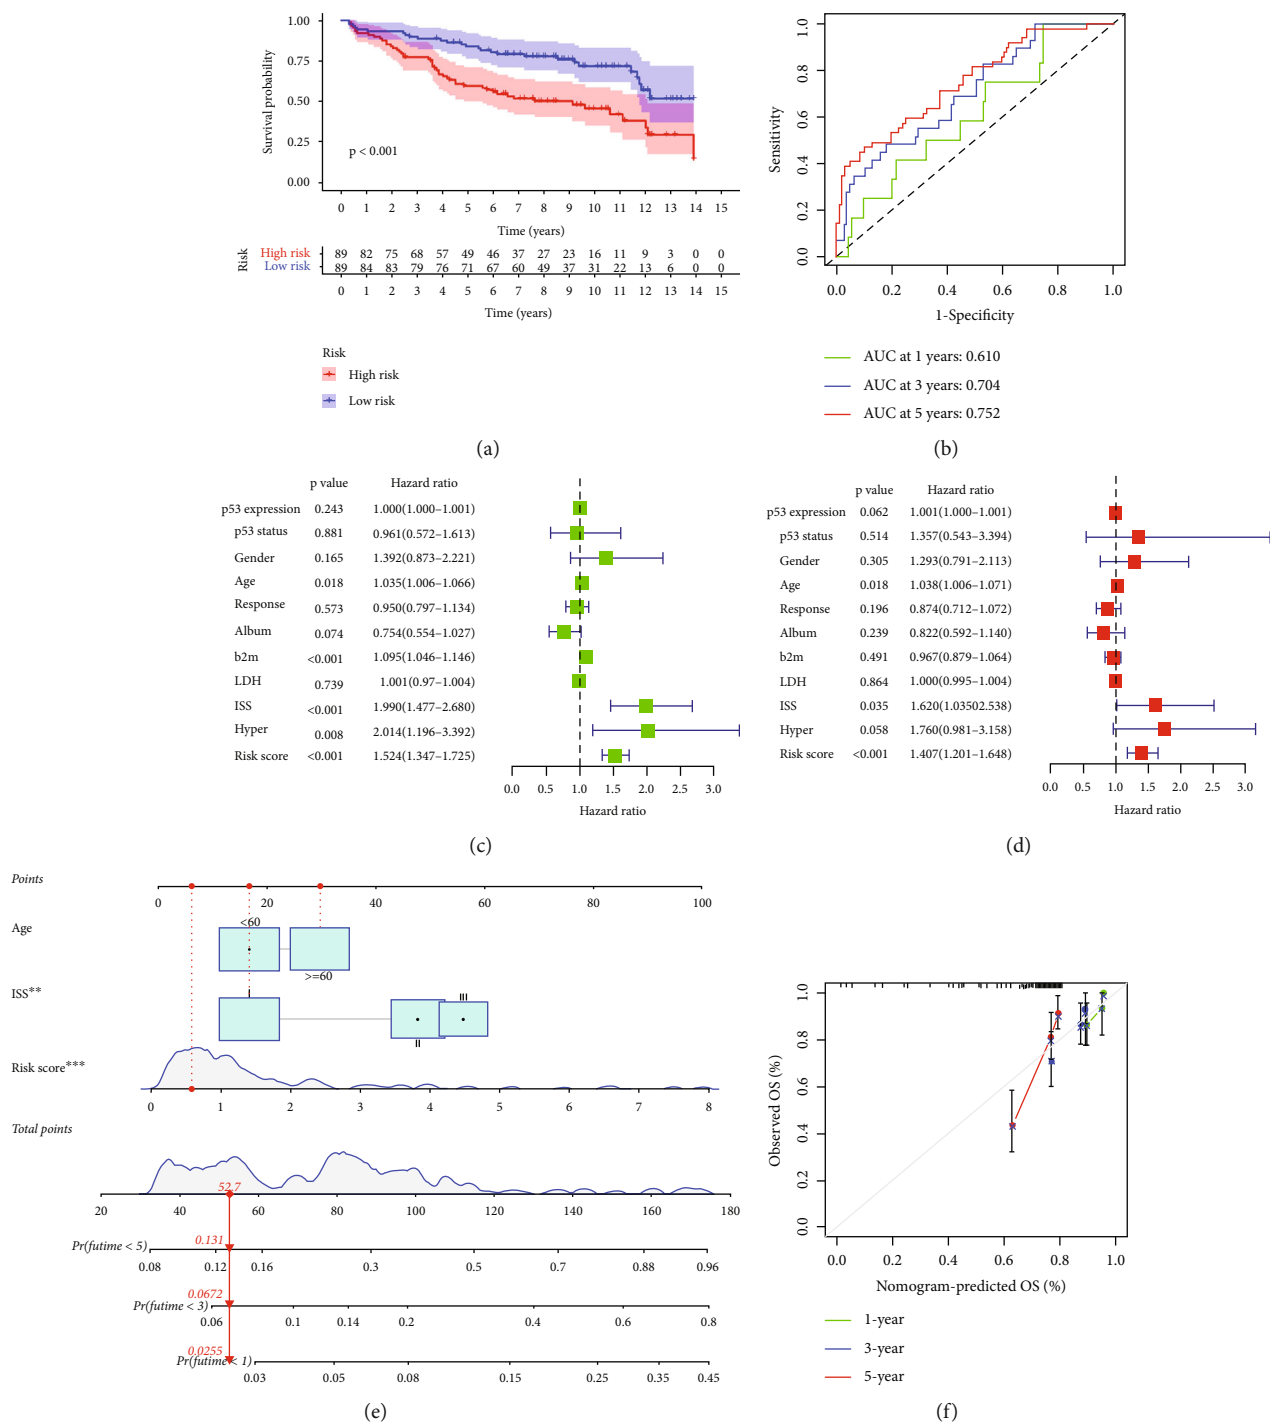 1.00
0.75
0.50
0.25
0.00
Survival probability
p < 0.001
0 1 2 3 4 5 6 7 8 9 10 11 12 13 14 15
Time (years)
Risk
High risk 89 82 75 68 57 49 46 37 27 23 16 11 9 3 0 0
Low risk 89 84 83 79 76 71 67 60 49 37 31 22 13 6 0 0
0 1 2 3 4 5 6 7 8 9 10 11 12 13 14 15
Time (years)
Risk
High risk
Low risk
(a)
1.0
0.8
0.6
0.4
0.2
0.0
Sensitivity
0.0 0.2 0.4 0.6 0.8 1.0
1-Specificity
AUC at 1 years: 0.610
AUC at 3 years: 0.704
AUC at 5 years: 0.752
(b)
p value Hazard ratio
p53 expression 0.243 1.000(1.000–1.001)
p53 status 0.881 0.961(0.572–1.613)
Gender 0.165 1.392(0.873–2.221)
Age 0.018 1.035(1.006–1.066)
Response 0.573 0.950(0.797–1.134)
Album 0.074 0.754(0.554–1.027)
b2m <0.001 1.095(1.046–1.146)
LDH 0.739 1.001(0.97–1.004)
ISS <0.001 1.990(1.477–2.680)
Hyper 0.008 2.014(1.196–3.392)
Risk score <0.001 1.524(1.347–1.725)
0.0 0.5 1.0 1.5 2.0 2.5 3.0
Hazard ratio
(c)
p value Hazard ratio
p53 expression 0.062 1.001(1.000–1.001)
p53 status 0.514 1.357(0.543–3.394)
Gender 0.305 1.293(0.791–2.113)
Age 0.018 1.038(1.006–1.071)
Response 0.196 0.874(0.712–1.072)
Album 0.239 0.822(0.592–1.140)
b2m 0.491 0.967(0.879–1.064)
LDH 0.864 1.000(0.995–1.004)
ISS 0.035 1.620(1.03502.538)
Hyper 0.058 1.760(0.981–3.158)
Risk score <0.001 1.407(1.201–1.648)
0.0 0.5 1.0 1.5 2.0 2.5 3.0
Hazard ratio
(d)
Points
0 20 40 60 80 100
Age
<60
>=60
ISS**
I
II
III
Risk score***
0 1 2 3 4 5 6 7 8
Total points
52.7
20 40 60 80 100 120 140 160 180
0.131
Pr(futime < 5)
0.08 0.12 0.16 0.3 0.5 0.7 0.88 0.96
0.0672
Pr(futime < 3)
0.06 0.1 0.14 0.2 0.4 0.6 0.8
0.0255
Pr(futime < 1)
0.03 0.05 0.08 0.15 0.25 0.35 0.45
(e)
1.0
0.8
0.6
0.4
0.2
0.0
Observed OS (%)
0.0 0.2 0.4 0.6 0.8 1.0
Nomogram-predicted OS (%)
1-year
3-year
5-year
(f)